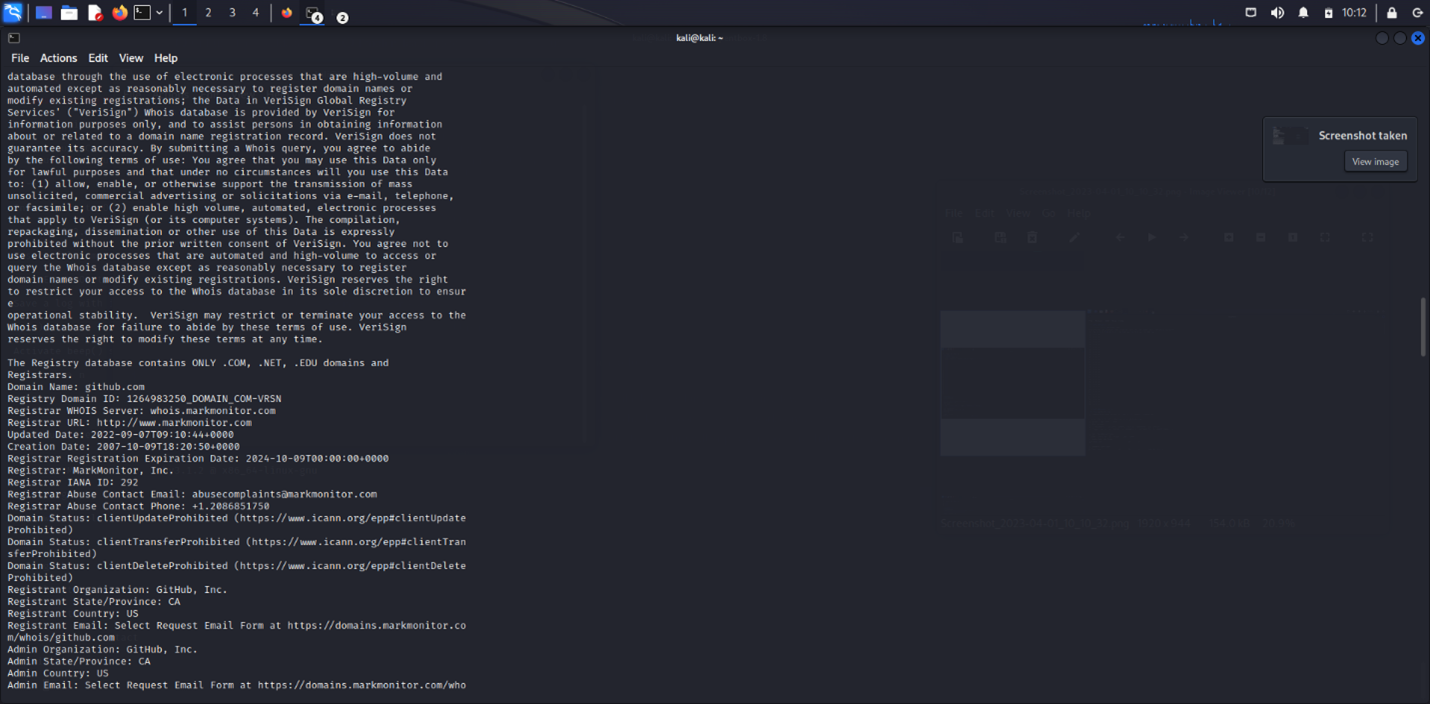 1 2 3 4
4
2
10:12
kali@kali: ~
File Actions Edit View Help
database through the use of electronic processes that are high-volume and
automated except as reasonably necessary to register domain names or
modify existing registrations; the Data in VeriSign Global Registry
Services' ("VeriSign") Whois database is provided by VeriSign for
information purposes only, and to assist persons in obtaining information
about or related to a domain name registration record. VeriSign does not
guarantee its accuracy. By submitting a Whois query, you agree to abide
by the following terms of use: You agree that you may use this Data only
for lawful purposes and that under no circumstances will you use this Data
to: (1) allow, enable, or otherwise support the transmission of mass
unsolicited, commercial advertising or solicitations via e-mail, telephone,
or facsimile; or (2) enable high volume, automated, electronic processes
that apply to VeriSign (or its computer systems). The compilation,
repackaging, dissemination or other use of this Data is expressly
prohibited without the prior written consent of VeriSign. You agree not to
use electronic processes that are automated and high-volume to access or
query the Whois database except as reasonably necessary to register
domain names or modify existing registrations. VeriSign reserves the right
to restrict your access to the Whois database in its sole discretion to ensur
e
operational stability.  VeriSign may restrict or terminate your access to the
Whois database for failure to abide by these terms of use. VeriSign
reserves the right to modify these terms at any time.
The Registry database contains ONLY .COM, .NET, .EDU domains and
Registrars.
Domain Name: github.com
Registry Domain ID: 1264983250_DOMAIN_COM-VRSN
Registrar WHOIS Server: whois.markmonitor.com
Registrar URL: http://www.markmonitor.com
Updated Date: 2022-09-07T09:10:44+0000
Creation Date: 2007-10-09T18:20:50+0000
Registrar Registration Expiration Date: 2024-10-09T00:00:00+0000
Registrar: MarkMonitor, Inc.
Registrar IANA ID: 292
Registrar Abuse Contact Email: abusecomplaints@markmonitor.com
Registrar Abuse Contact Phone: +1.2086851750
Domain Status: clientUpdateProhibited (https://www.icann.org/epp#clientUpdate
Prohibited)
Domain Status: clientTransferProhibited (https://www.icann.org/epp#clientTran
sferProhibited)
Domain Status: clientDeleteProhibited (https://www.icann.org/epp#clientDelete
Prohibited)
Registrant Organization: GitHub, Inc.
Registrant State/Province: CA
Registrant Country: US
Registrant Email: Select Request Email Form at https://domains.markmonitor.co
m/whois/github.com
Admin Organization: GitHub, Inc.
Admin State/Province: CA
Admin Country: US
Admin Email: Select Request Email Form at https://domains.markmonitor.com/who
Screenshot taken
View image
File Edit View Go Help